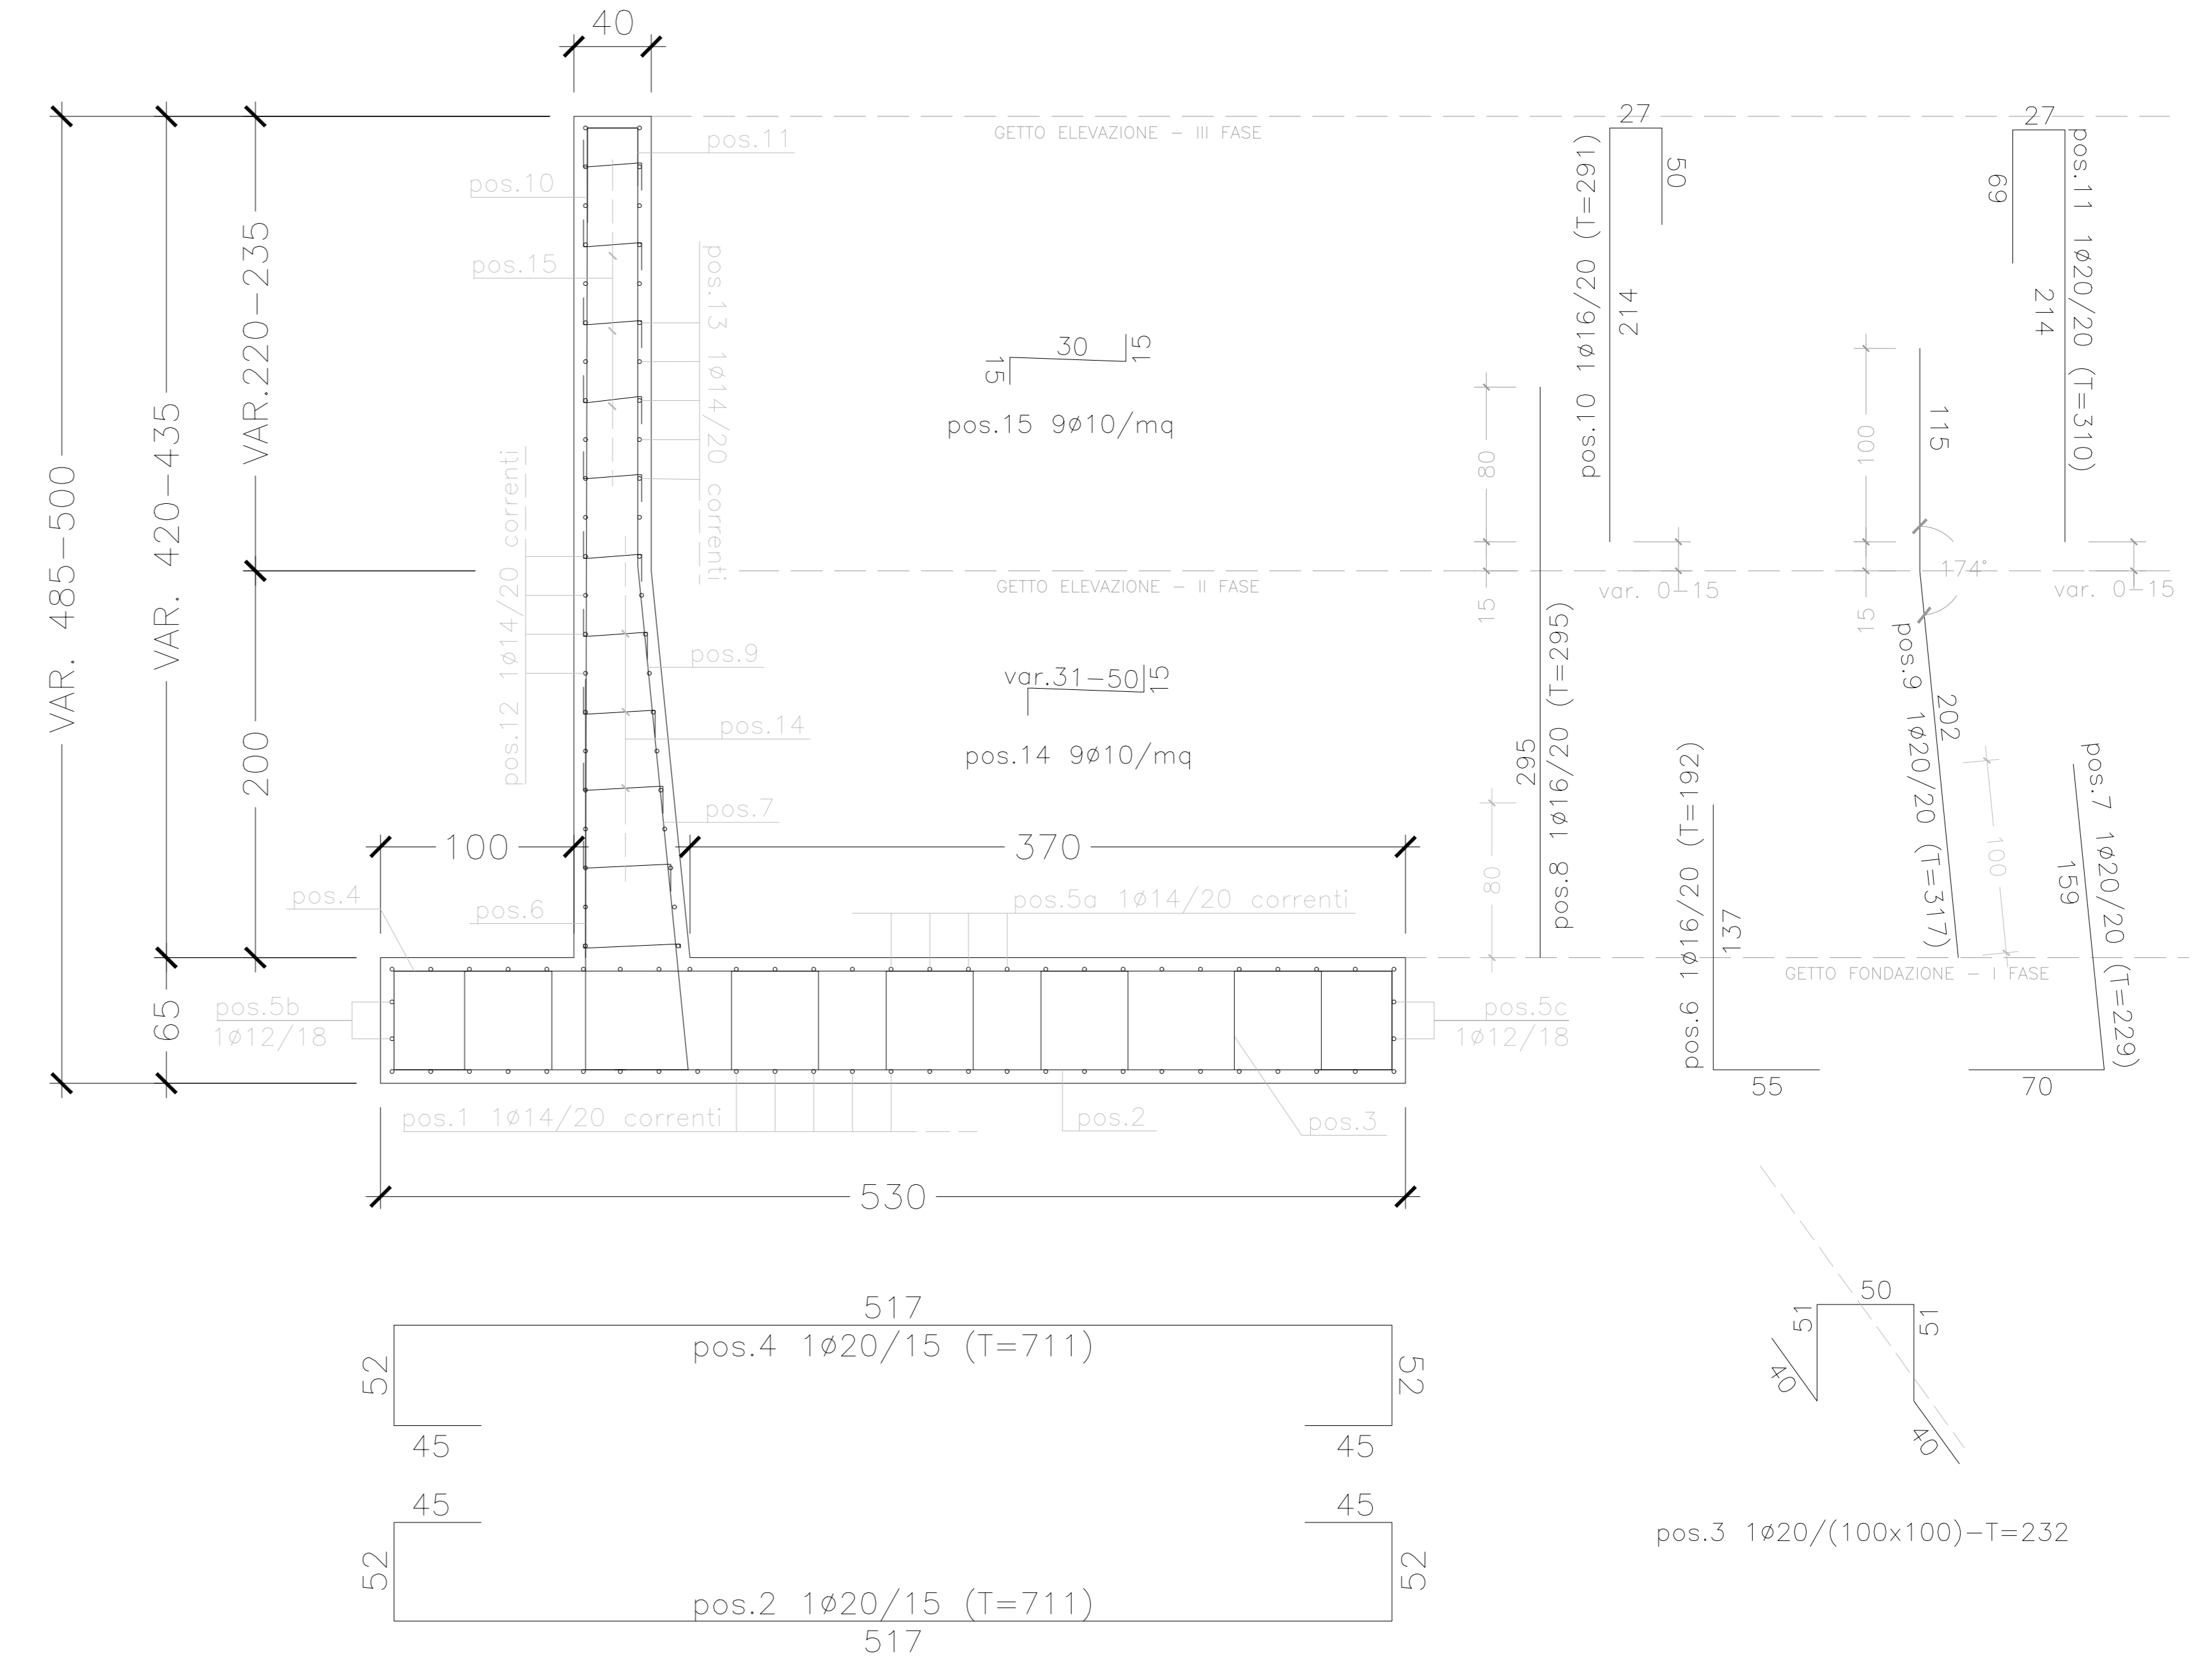 40
GETTO ELEVAZIONE - III FASE
pos.11
pos.10
pos.15
pos.13 1ø14/20 correnti
VAR. 485-500
VAR. 420-435
VAR.220-235
200
65
30
15
15
pos.15 9ø10/mq
GETTO ELEVAZIONE - II FASE
pos.12 1ø14/20 correnti
pos.9
pos.14
pos.7
var.31-50
15
pos.14 9ø10/mq
100
370
pos.4
pos.6
pos.5a 1ø14/20 correnti
pos.5b
1ø12/18
pos.5c
1ø12/18
pos.1 1ø14/20 correnti
pos.2
pos.3
530
80
15
80
295
pos.8 1ø16/20 (T=295)
27
50
214
pos.10 1ø16/20 (T=291)
var. 0-15
27
69
214
pos.11 1ø20/20 (T=310)
var. 0-15
100
15
115
174°
202
pos.9 1ø20/20 (T=317)
100
137
pos.6 1ø16/20 (T=192)
55
159
pos.7 1ø20/20 (T=229)
70
GETTO FONDAZIONE - I FASE
517
pos.4 1ø20/15 (T=711)
52
52
45
45
45
45
52
52
pos.2 1ø20/15 (T=711)
517
50
51
51
40
40
pos.3 1ø20/(100x100)-T=232